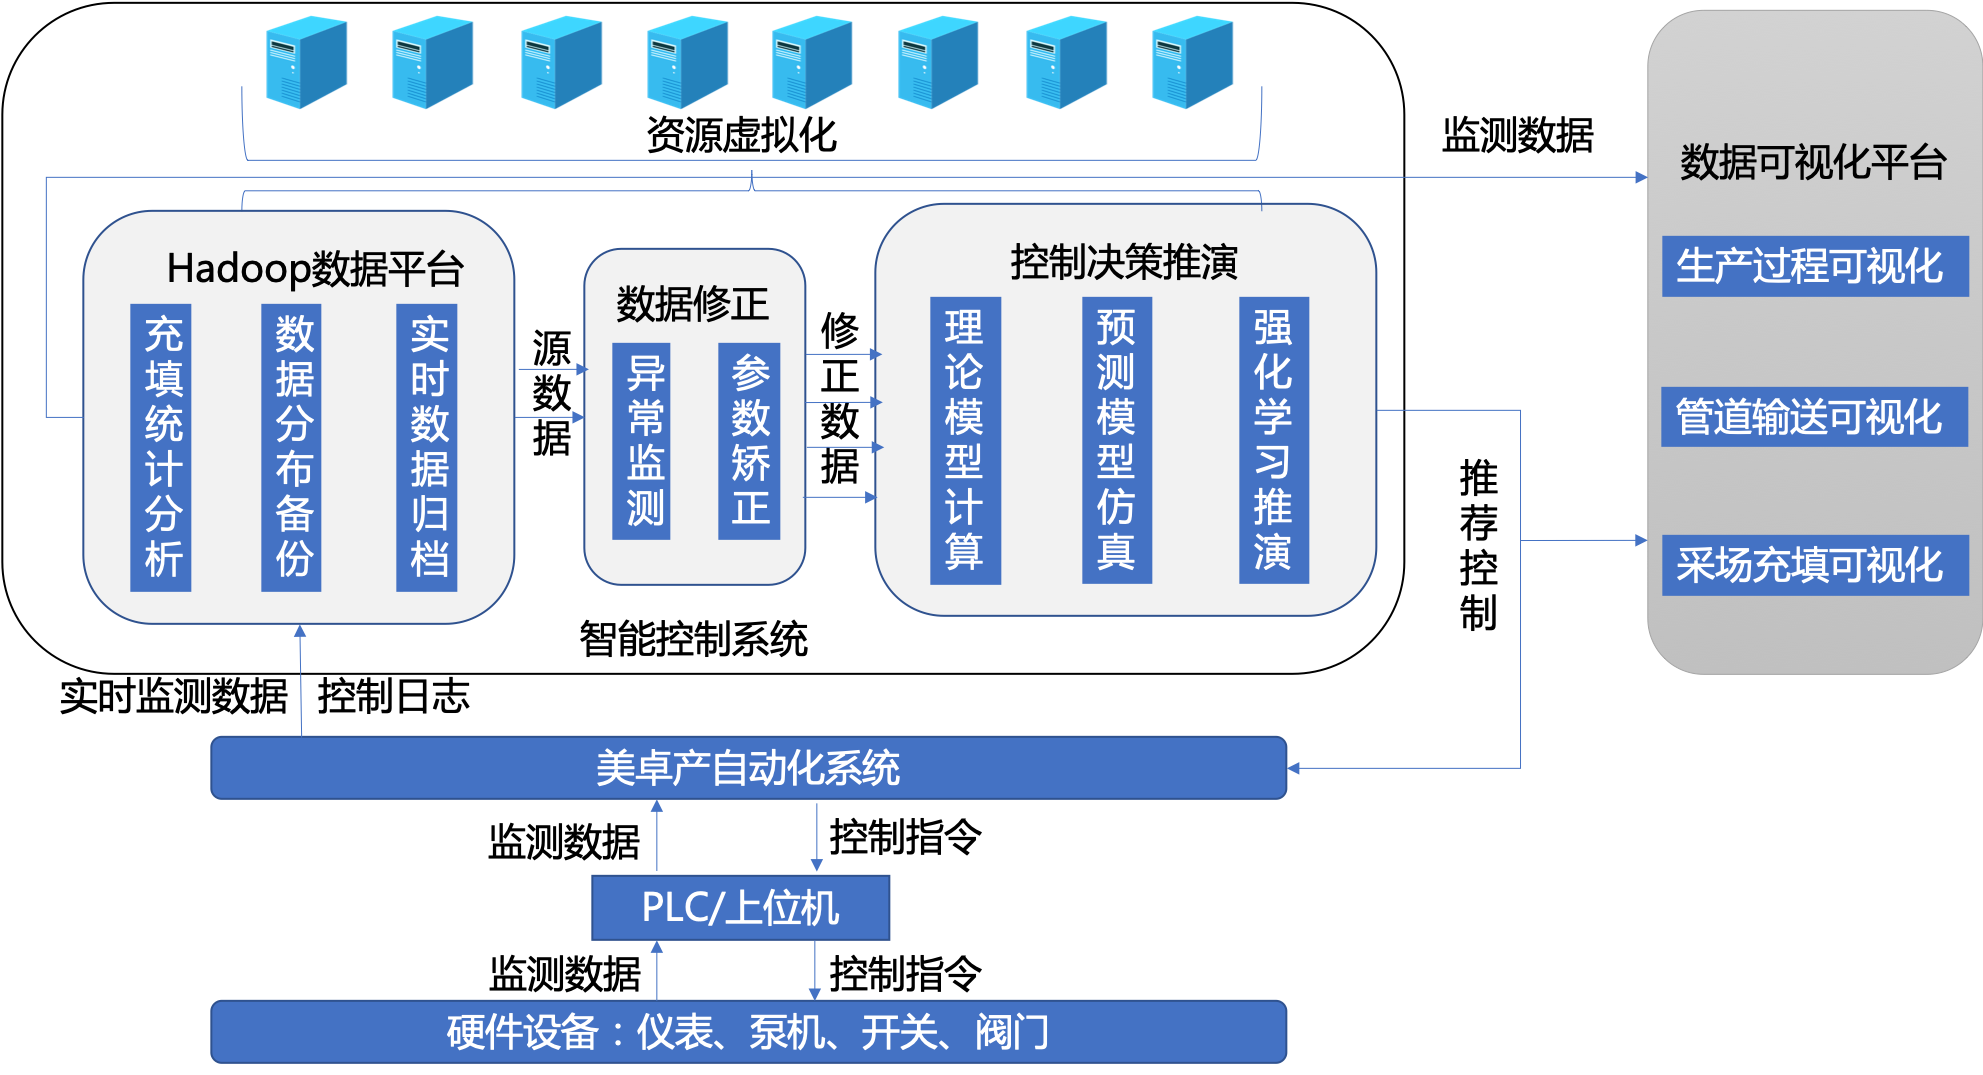 资源虚拟化
监测数据
数据可视化平台
生产过程可视化
管道输送可视化
采场充填可视化
Hadoop数据平台
充填统计分析
数据分布备份
实时数据归档
源数据
数据修正
异常监测
参数矫正
修正数据
控制决策推演
理论模型计算
预测模型仿真
强化学习推演
推荐控制
智能控制系统
实时监测数据
控制日志
美卓产自动化系统
监测数据
控制指令
PLC/上位机
监测数据
控制指令
硬件设备：仪表、泵机、开关、阀门